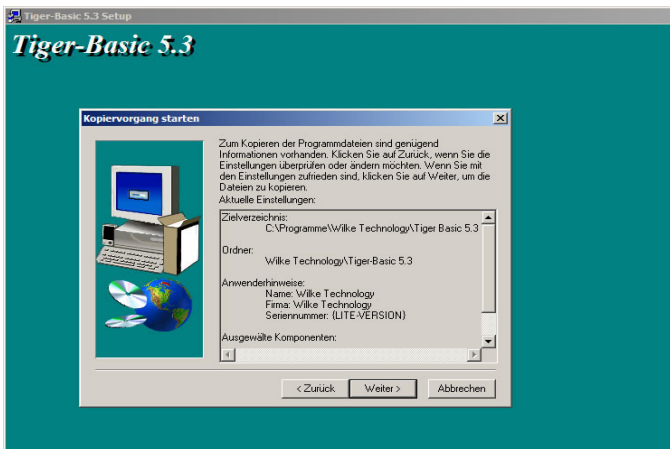 Tiger-Basic 5.3 Setup
Tiger-Basic 5.3
Kopiervorgang starten
Zum Kopieren der Programmdateien sind genügend
Informationen vorhanden. Klicken Sie auf Zurück, wenn Sie die
Einstellungen überprüfen oder ändern möchten. Wenn Sie mit
den Einstellungen zufrieden sind, klicken Sie auf Weiter, um die
Dateien zu kopieren.
Aktuelle Einstellungen:
Zielverzeichnis:
C:\Programme\Wilke Technology\Tiger Basic 5.3
Ordner:
Wilke Technology\Tiger-Basic 5.3
Anwenderhinweise:
Name: Wilke Technology
Firma: Wilke Technology
Seriennummer: {LITE-VERSION}
Ausgewälte Komponenten:
< Zurück
Weiter >
Abbrechen